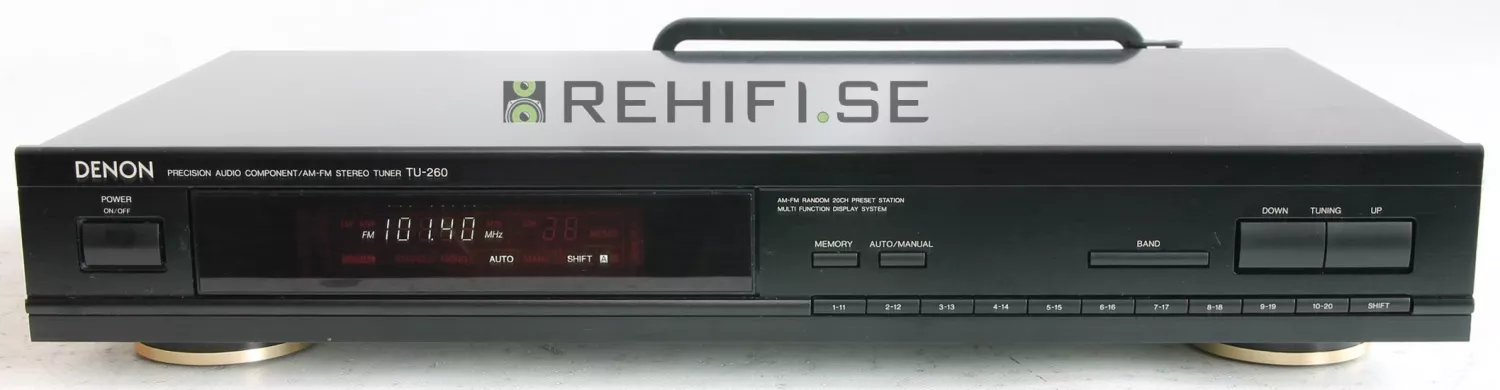 REHIFI.SE
DENON PRECISION AUDIO COMPONENT/AM-FM STEREO TUNER TU-260
POWER
ON/OFF
AM-FM RANDOM 20CH PRESET STATION
MULTI FUNCTION DISPLAY SYSTEM
DOWN TUNING UP
FM 101.40 MHz
MEMORY AUTO/MANUAL BAND
AUTO SHIFT A
1-11 2-12 3-13 4-14 5-15 6-16 7-17 8-18 9-19 10-20 SHIFT